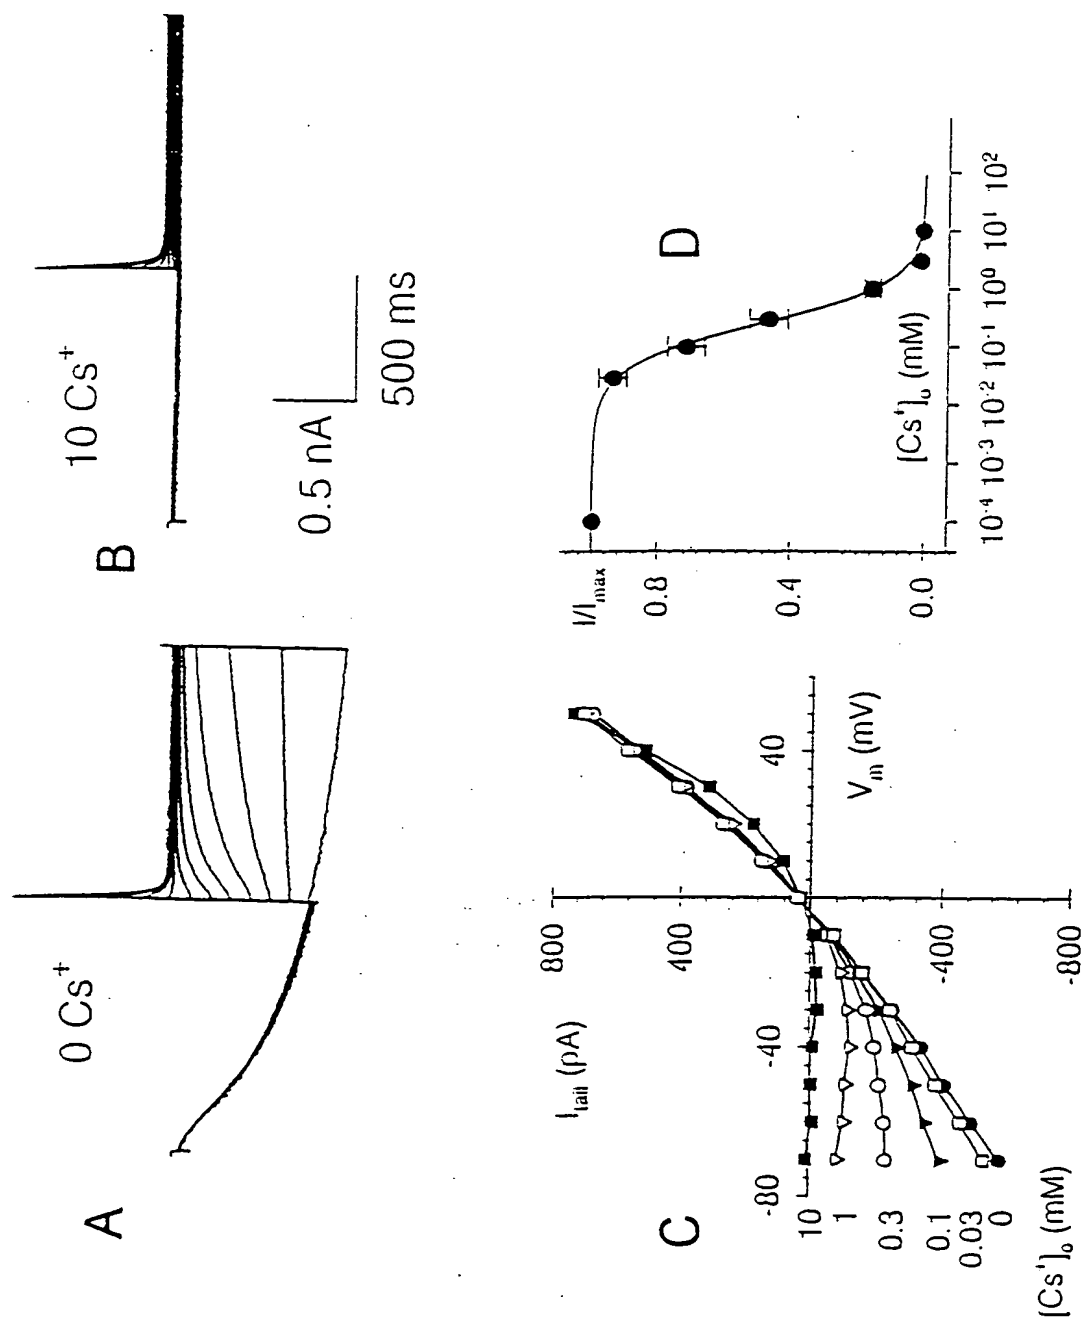 A
0 Cs⁺
B
10 Cs⁺
0.5 nA
500 ms
C
I_tail (pA)
800
400
-400
-800
-80
-40
40
V_m (mV)
10
1
0.3
0.1
0.03
0
[Cs⁺]_o (mM)
D
I/I_max
0.8
0.4
0.0
10⁻⁴ 10⁻³ 10⁻² 10⁻¹ 10⁰ 10¹ 10²
[Cs⁺]_o (mM)